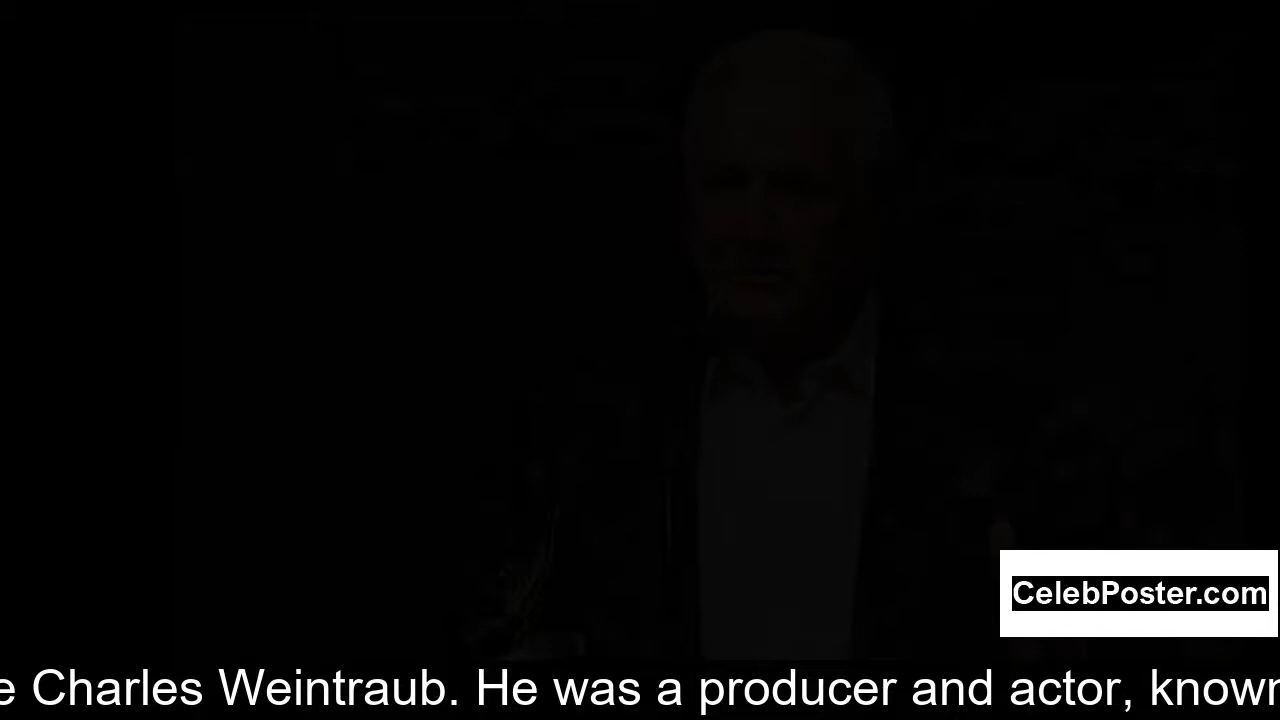 CelebPoster.com
e Charles Weintraub. He was a producer and actor, known